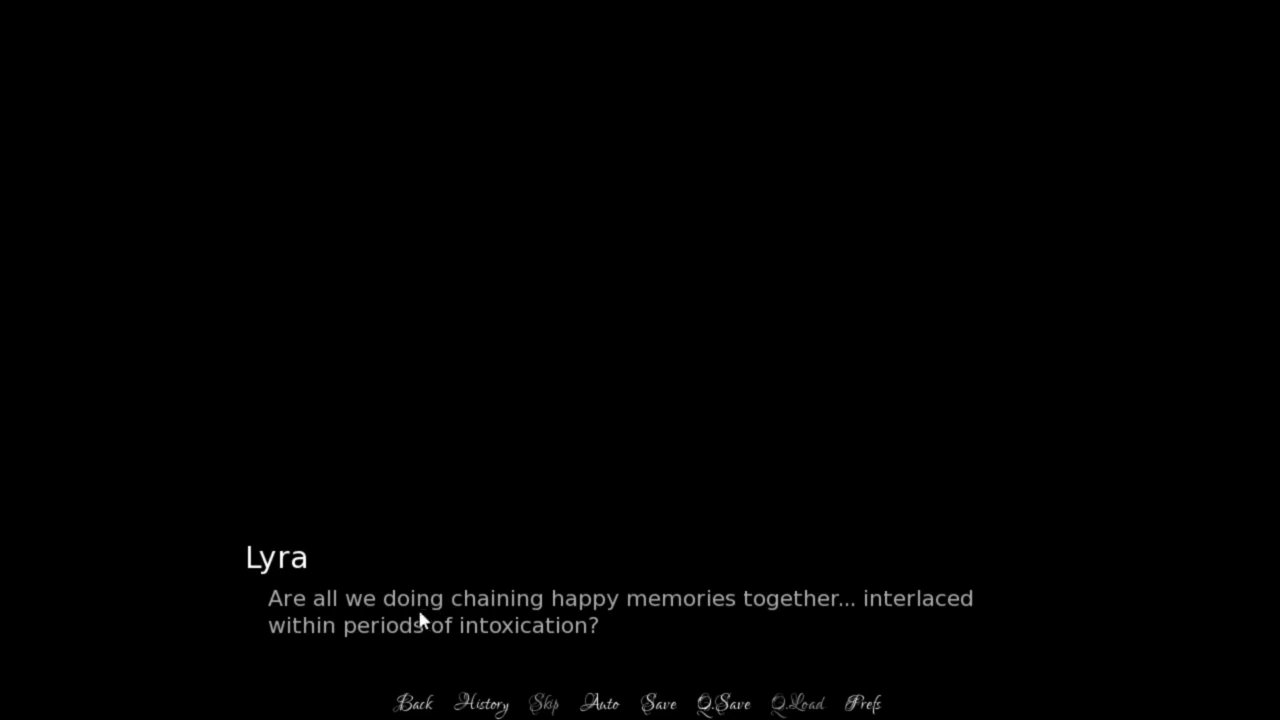 Lyra
Are all we doing chaining happy memories together... interlaced
within periods of intoxication?
Back History Skip Auto Save Q.Save Q.Load Prefs